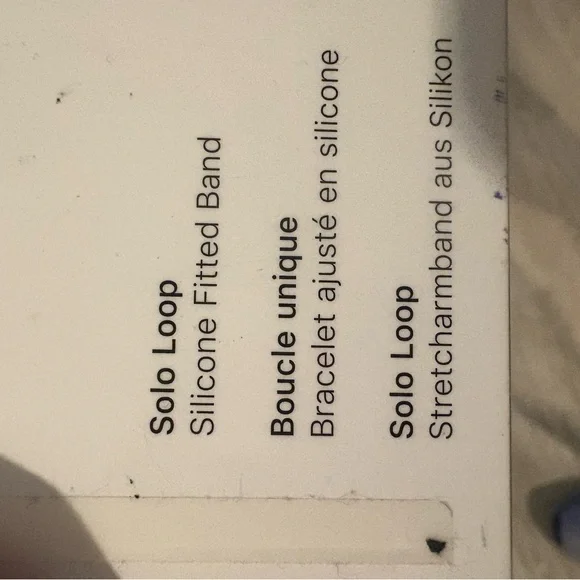 Solo Loop
Silicone Fitted Band
Boucle unique
Bracelet ajusté en silicone
Solo Loop
Stretcharmband aus Silikon